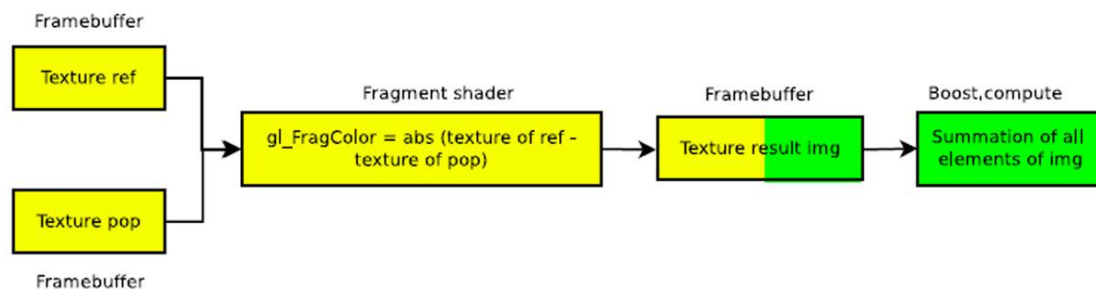 Framebuffer
Texture ref
Fragment shader
gl_FragColor = abs (texture of ref -
texture of pop)
Framebuffer
Texture result img
Boost,compute
Summation of all
elements of img
Texture pop
Framebuffer